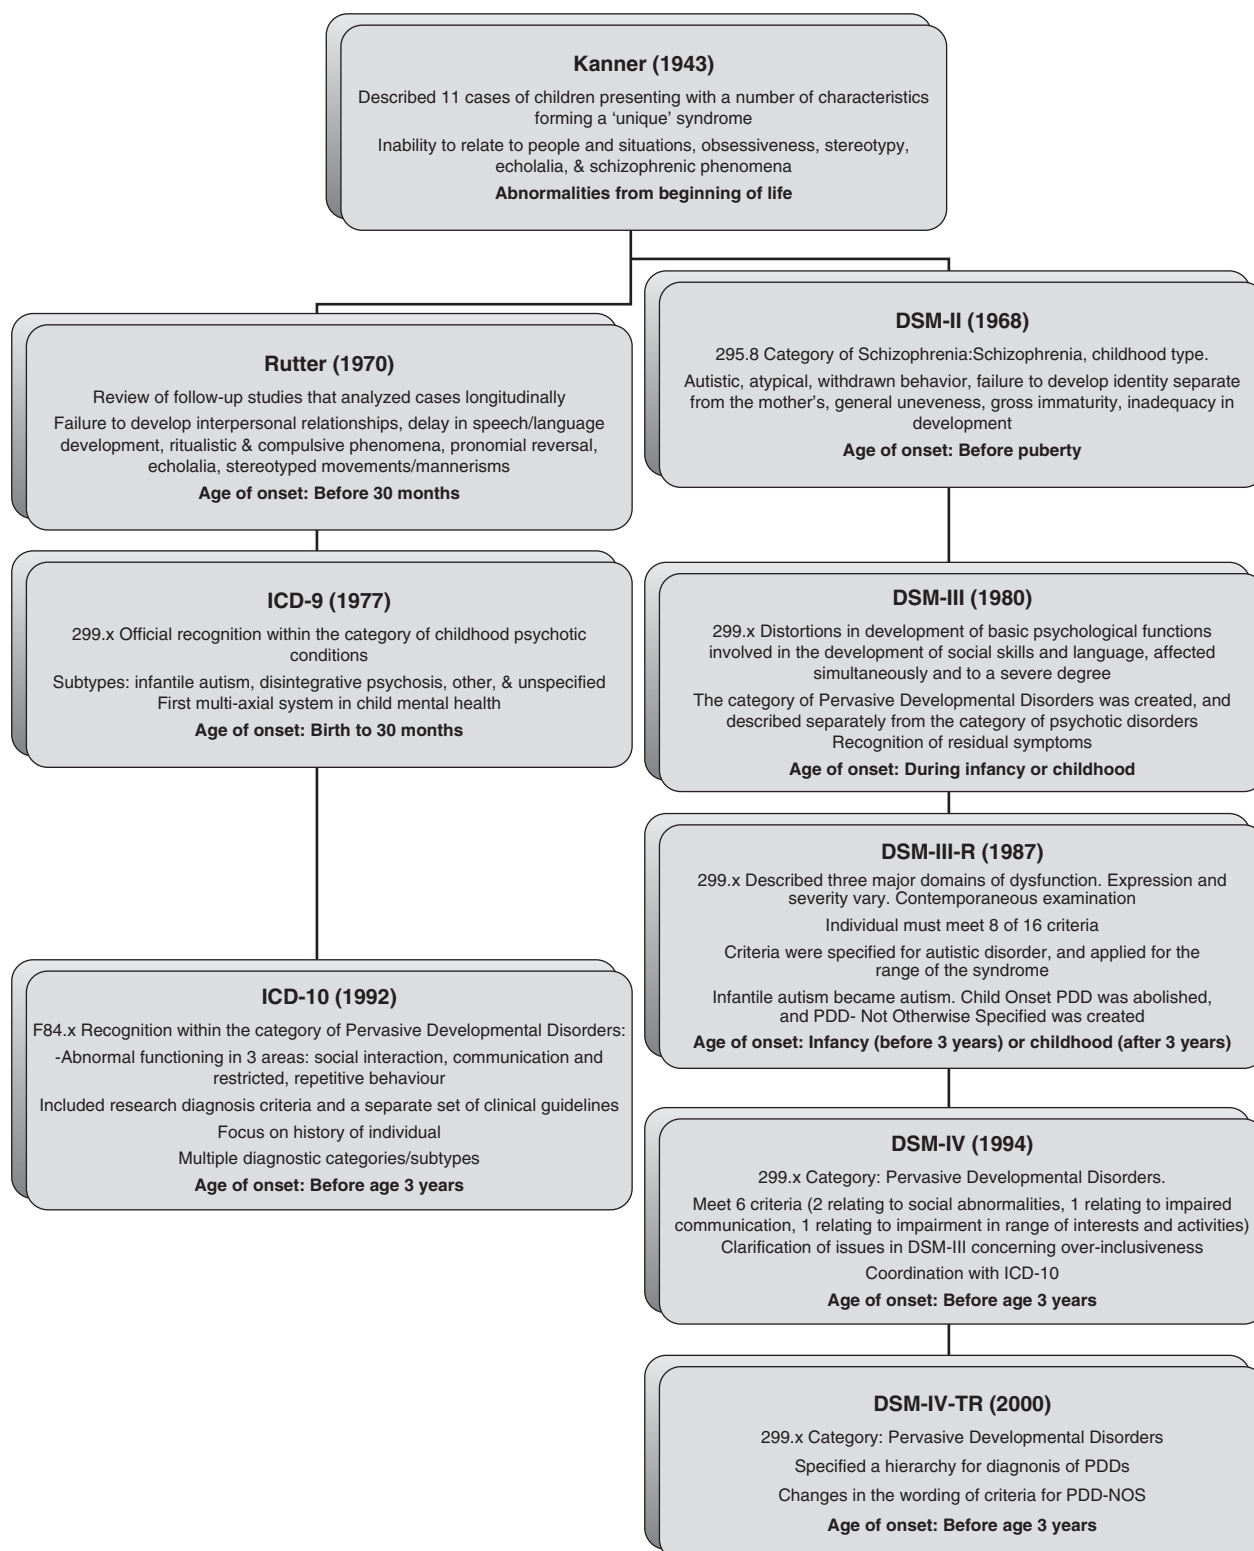 Kanner (1943)
Described 11 cases of children presenting with a number of characteristics
forming a ‘unique’ syndrome
Inability to relate to people and situations, obsessiveness, stereotypy,
echolalia, & schizophrenic phenomena
Abnormalities from beginning of life
Rutter (1970)
Review of follow-up studies that analyzed cases longitudinally
Failure to develop interpersonal relationships, delay in speech/language
development, ritualistic & compulsive phenomena, pronomial reversal,
echolalia, stereotyped movements/mannerisms
Age of onset: Before 30 months
ICD-9 (1977)
299.x Official recognition within the category of childhood psychotic
conditions
Subtypes: infantile autism, disintegrative psychosis, other, & unspecified
First multi-axial system in child mental health
Age of onset: Birth to 30 months
ICD-10 (1992)
F84.x Recognition within the category of Pervasive Developmental Disorders:
-Abnormal functioning in 3 areas: social interaction, communication and
restricted, repetitive behaviour
Included research diagnosis criteria and a separate set of clinical guidelines
Focus on history of individual
Multiple diagnostic categories/subtypes
Age of onset: Before age 3 years
DSM-II (1968)
295.8 Category of Schizophrenia:Schizophrenia, childhood type.
Autistic, atypical, withdrawn behavior, failure to develop identity separate
from the mother’s, general uneveness, gross immaturity, inadequacy in
development
Age of onset: Before puberty
DSM-III (1980)
299.x Distortions in development of basic psychological functions
involved in the development of social skills and language, affected
simultaneously and to a severe degree
The category of Pervasive Developmental Disorders was created, and
described separately from the category of psychotic disorders
Recognition of residual symptoms
Age of onset: During infancy or childhood
DSM-III-R (1987)
299.x Described three major domains of dysfunction. Expression and
severity vary. Contemporaneous examination
Individual must meet 8 of 16 criteria
Criteria were specified for autistic disorder, and applied for the
range of the syndrome
Infantile autism became autism. Child Onset PDD was abolished,
and PDD- Not Otherwise Specified was created
Age of onset: Infancy (before 3 years) or childhood (after 3 years)
DSM-IV (1994)
299.x Category: Pervasive Developmental Disorders.
Meet 6 criteria (2 relating to social abnormalities, 1 relating to impaired
communication, 1 relating to impairment in range of interests and activities)
Clarification of issues in DSM-III concerning over-inclusiveness
Coordination with ICD-10
Age of onset: Before age 3 years
DSM-IV-TR (2000)
299.x Category: Pervasive Developmental Disorders
Specified a hierarchy for diagnonis of PDDs
Changes in the wording of criteria for PDD-NOS
Age of onset: Before age 3 years